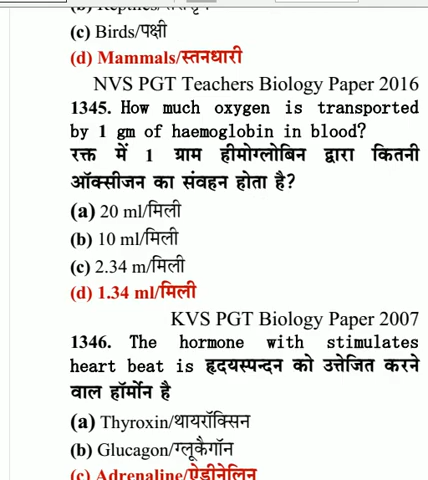 (b) Reptiles/सरीसृप
(c) Birds/पक्षी
(d) Mammals/स्तनधारी
NVS PGT Teachers Biology Paper 2016
1345. How much oxygen is transported
by 1 gm of haemoglobin in blood?
रक्त में 1 ग्राम हीमोग्लोबिन द्वारा कितनी
ऑक्सीजन का संवहन होता है?
(a) 20 ml/मिली
(b) 10 ml/मिली
(c) 2.34 m/मिली
(d) 1.34 ml/मिली
KVS PGT Biology Paper 2007
1346. The hormone with stimulates
heart beat is हृदयस्पन्दन को उत्तेजित करने
वाल हॉर्मोन है
(a) Thyroxin/थायरॉक्सिन
(b) Glucagon/ग्लूकैगॉन
(c) Adrenaline/ऐड्रीनेलिन